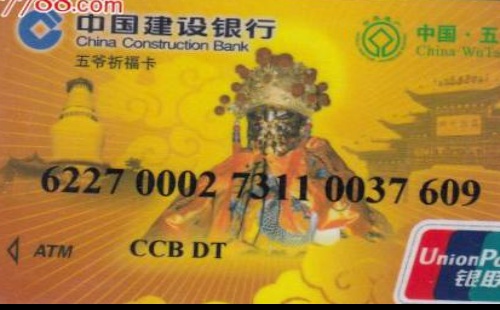 7788.com
中国建设银行
China Construction Bank
五爷祈福卡
中国·五
China·WuTa
6227 0002 7311 0037 609
ATM
CCB DT
UnionPa
银联